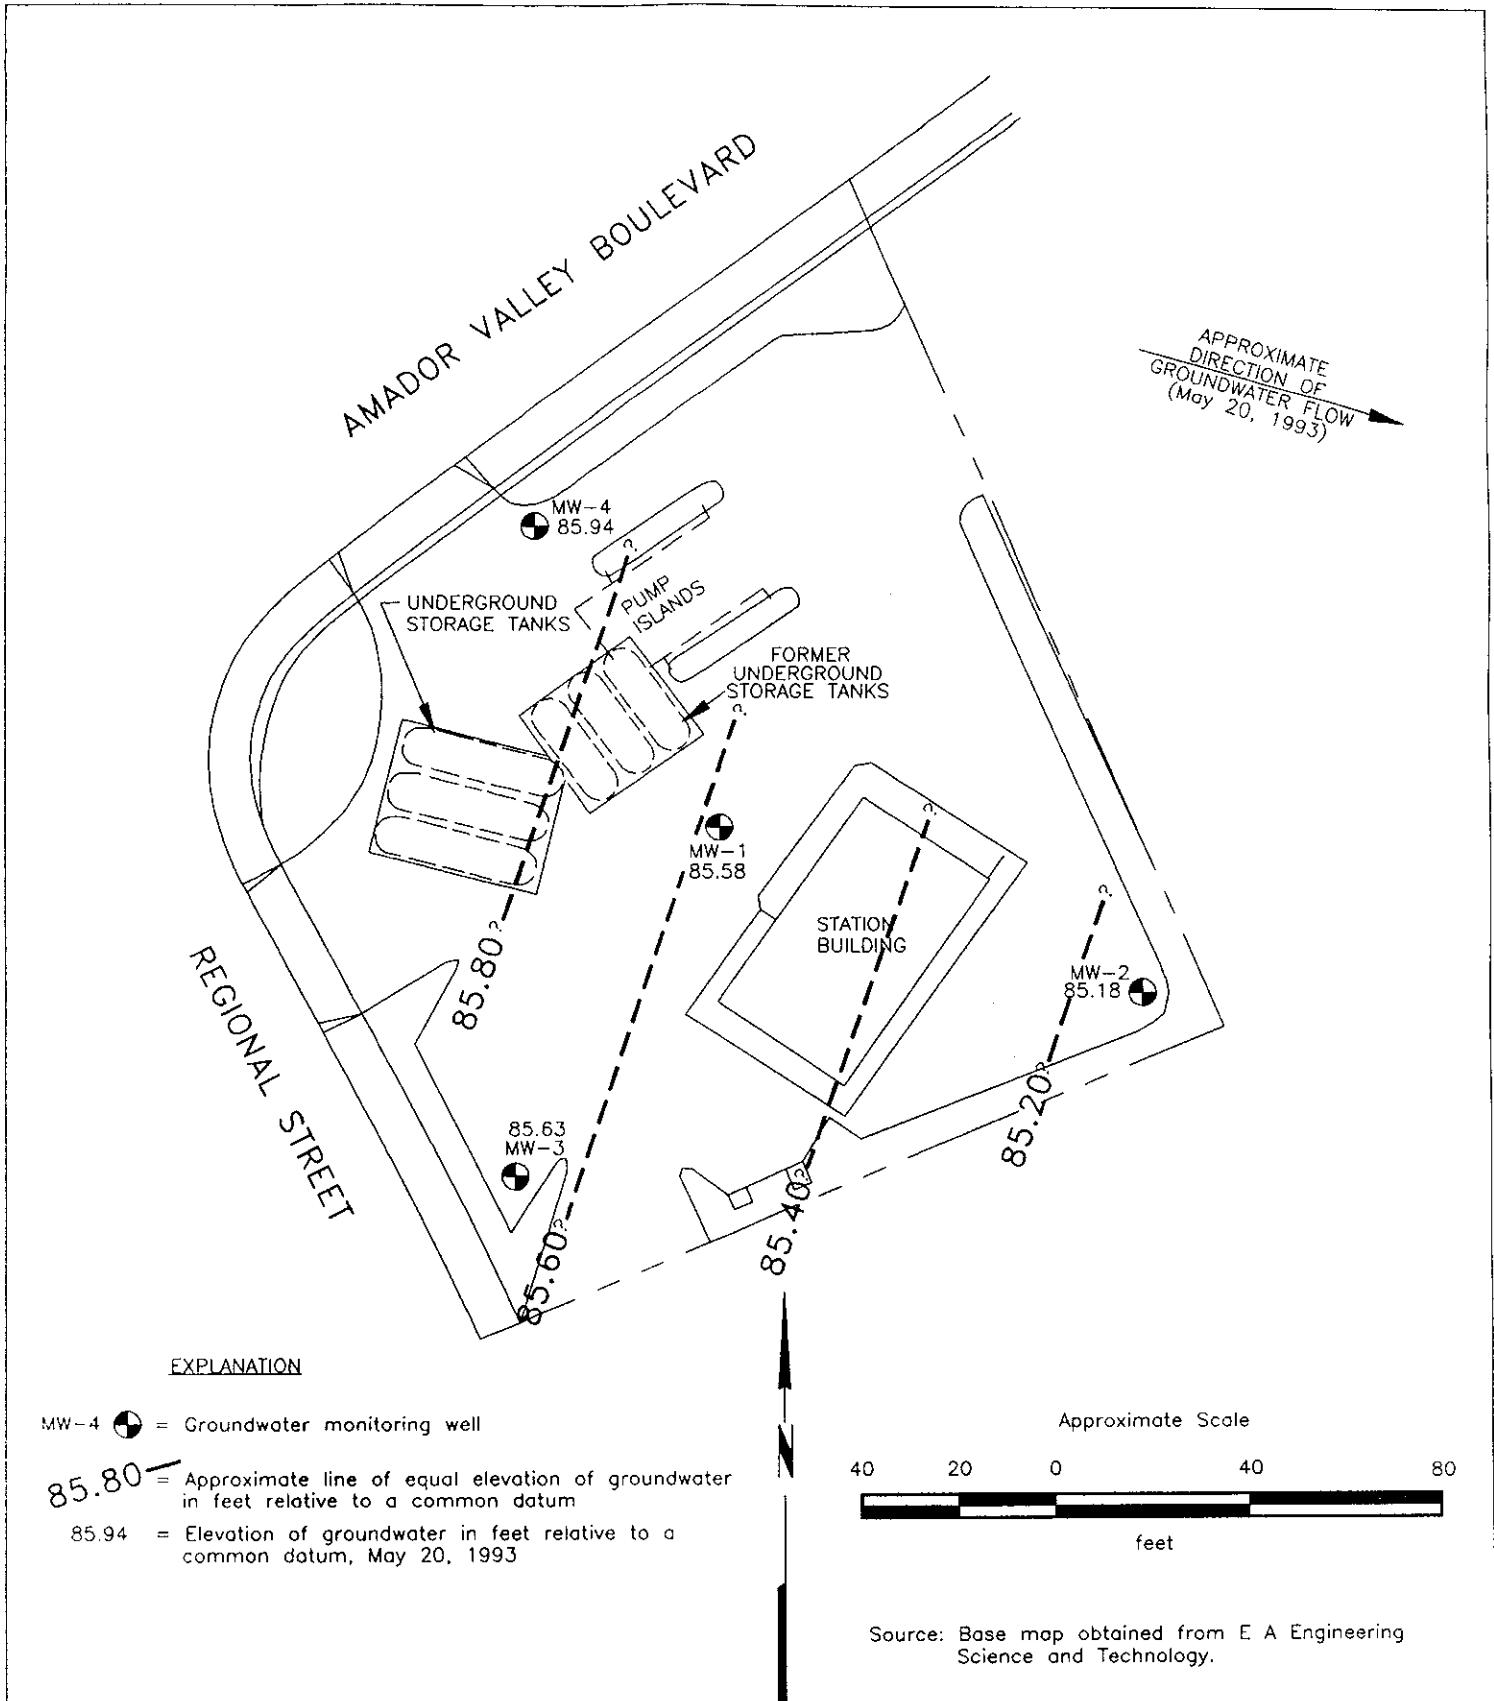 AMADOR VALLEY BOULEVARD
APPROXIMATE
DIRECTION OF
GROUNDWATER FLOW
(May 20, 1993)
MW-4
85.94
?
UNDERGROUND
STORAGE TANKS
PUMP
ISLANDS
FORMER
UNDERGROUND
STORAGE TANKS
?
?
MW-1
85.58
?
STATION
BUILDING
85.80?
MW-2
85.18
REGIONAL STREET
85.20?
85.63
MW-3
85.60?
85.40?
EXPLANATION
MW-4 = Groundwater monitoring well
85.80 = Approximate line of equal elevation of groundwater
in feet relative to a common datum
85.94 = Elevation of groundwater in feet relative to a
common datum, May 20, 1993
N
Approximate Scale
40 20 0 40 80
feet
Source: Base map obtained from E A Engineering
Science and Technology.